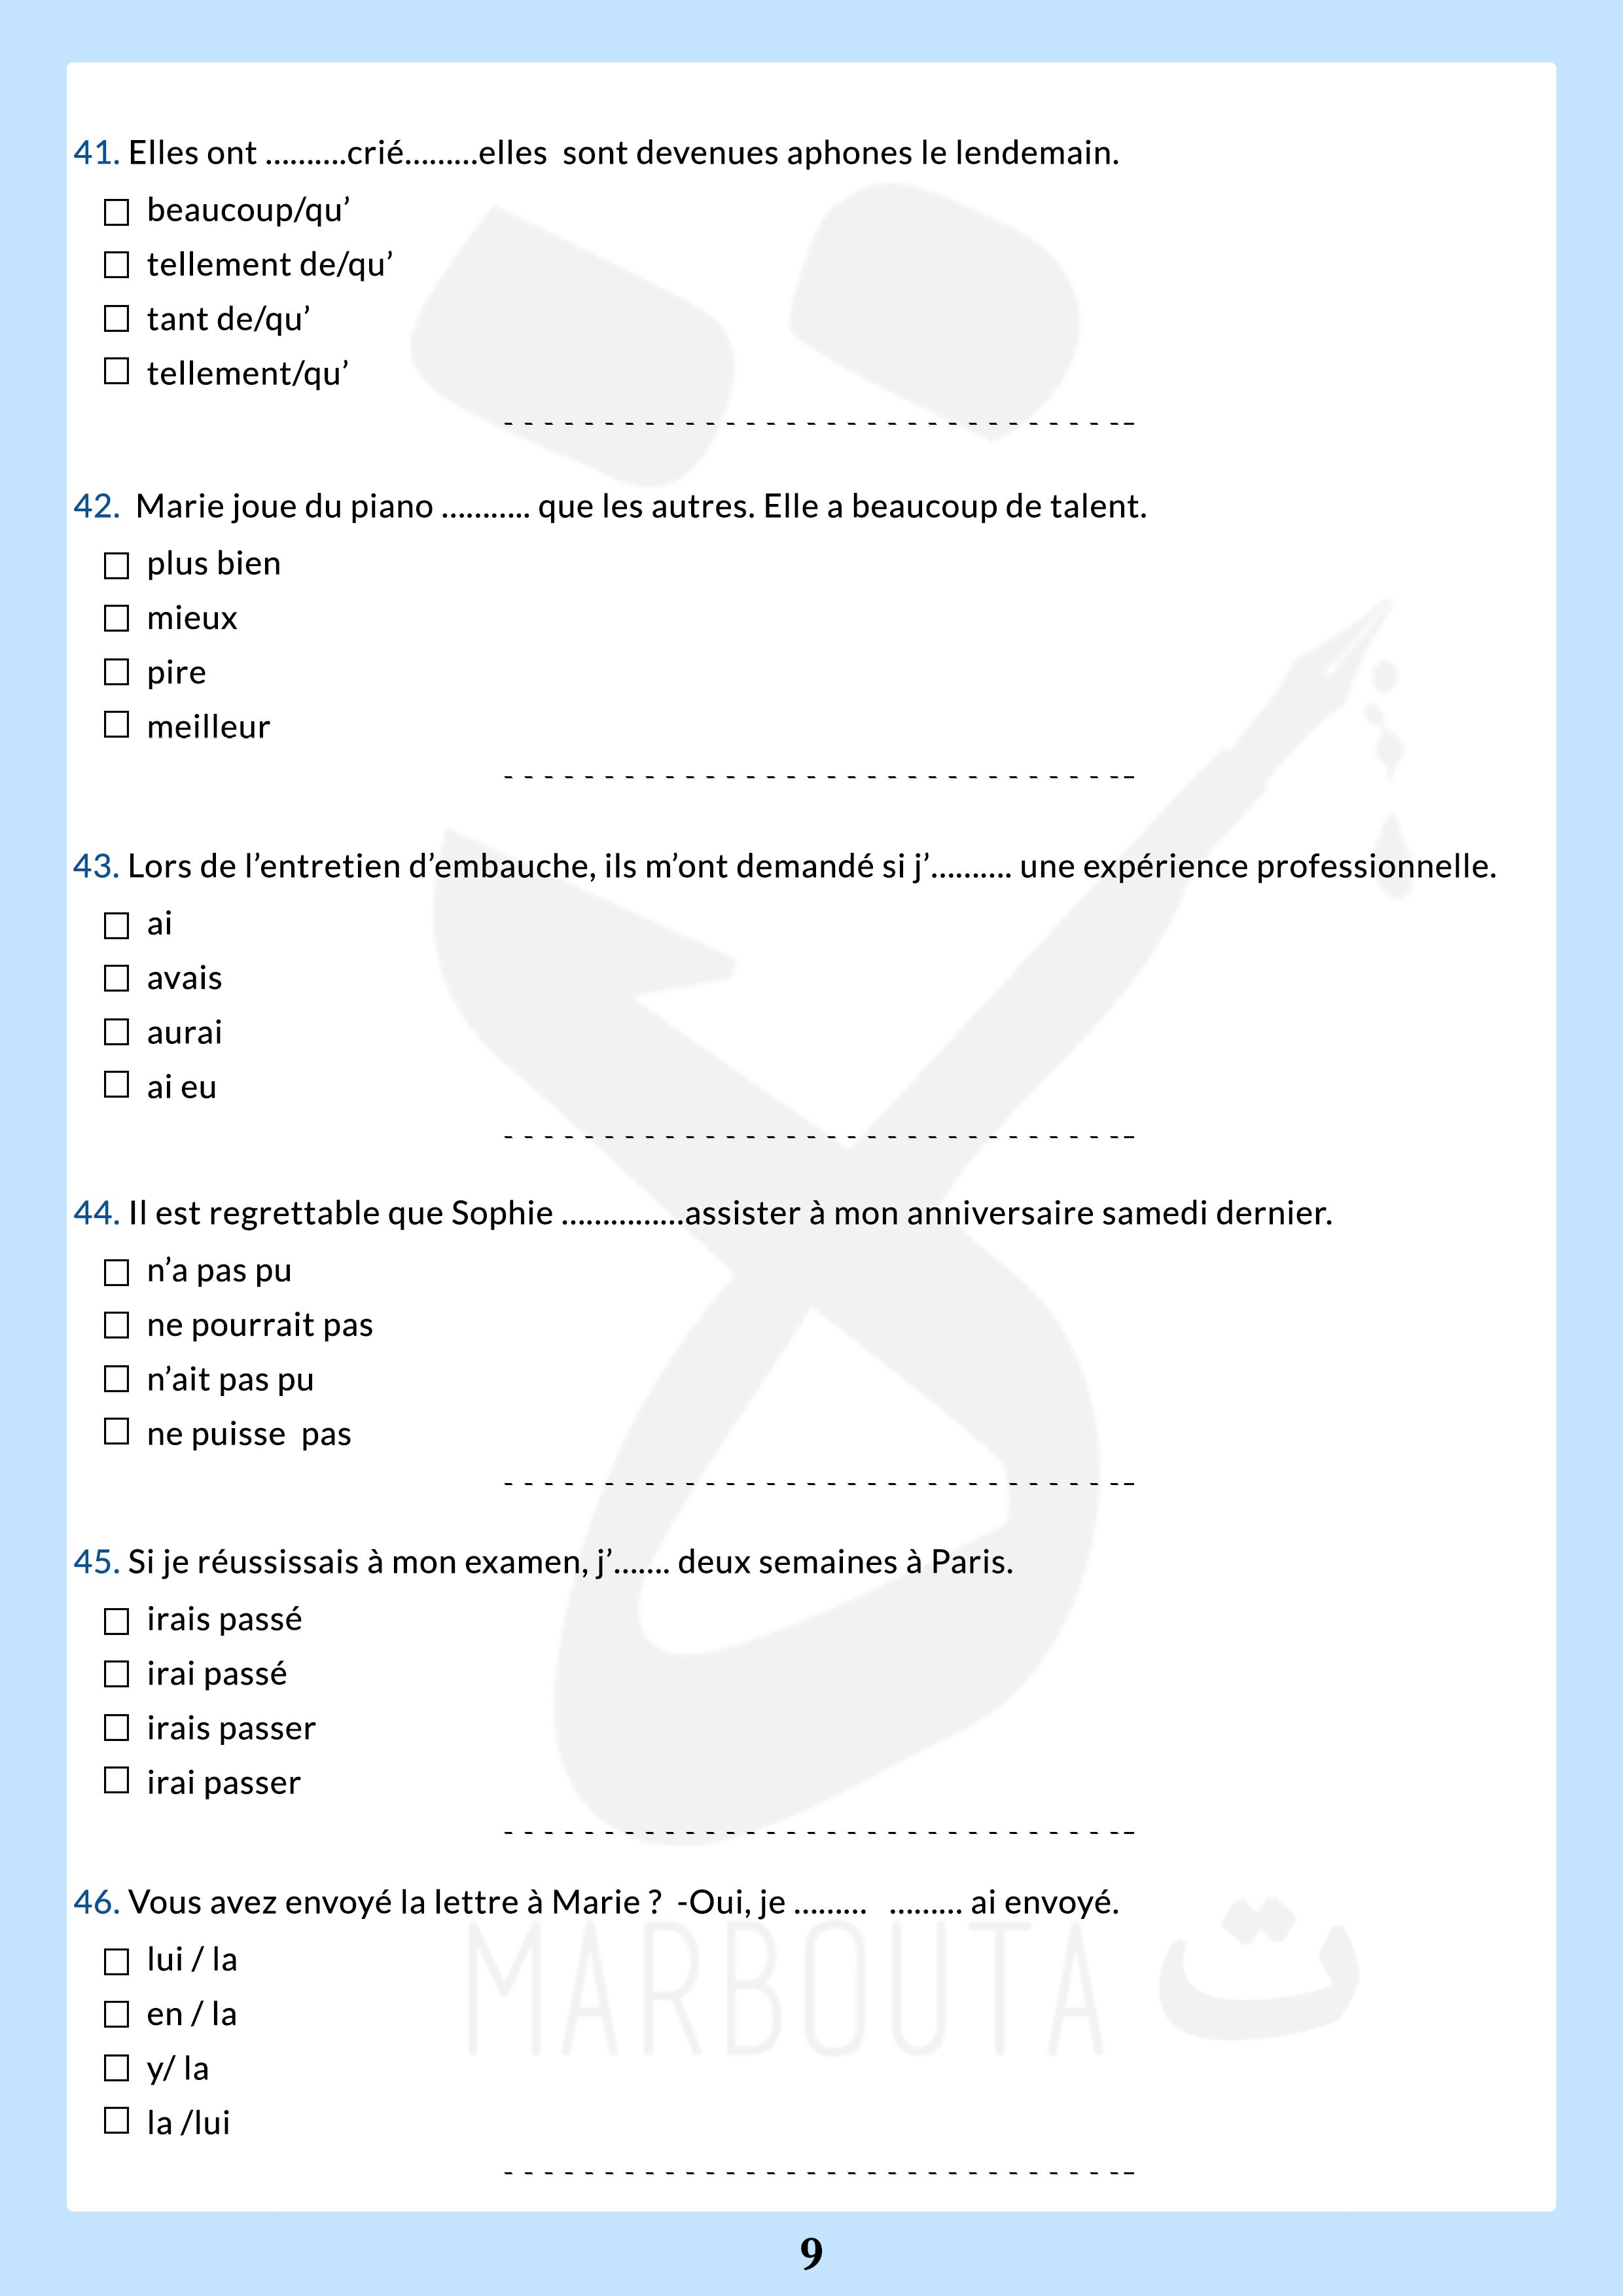 41. Elles ont ..........crié.........elles  sont devenues aphones le lendemain.
beaucoup/qu’
tellement de/qu’
tant de/qu’
tellement/qu’
42.  Marie joue du piano ........... que les autres. Elle a beaucoup de talent.
plus bien
mieux
pire
meilleur
43. Lors de l’entretien d’embauche, ils m’ont demandé si j’.......... une expérience professionnelle.
ai
avais
aurai
ai eu
44. Il est regrettable que Sophie ...............assister à mon anniversaire samedi dernier.
n’a pas pu
ne pourrait pas
n’ait pas pu
ne puisse  pas
45. Si je réussissais à mon examen, j’....... deux semaines à Paris.
irais passé
irai passé
irais passer
irai passer
46. Vous avez envoyé la lettre à Marie ?  -Oui, je .........   ......... ai envoyé.
lui / la
en / la
y/ la
la /lui
MARBOUTA ت
9